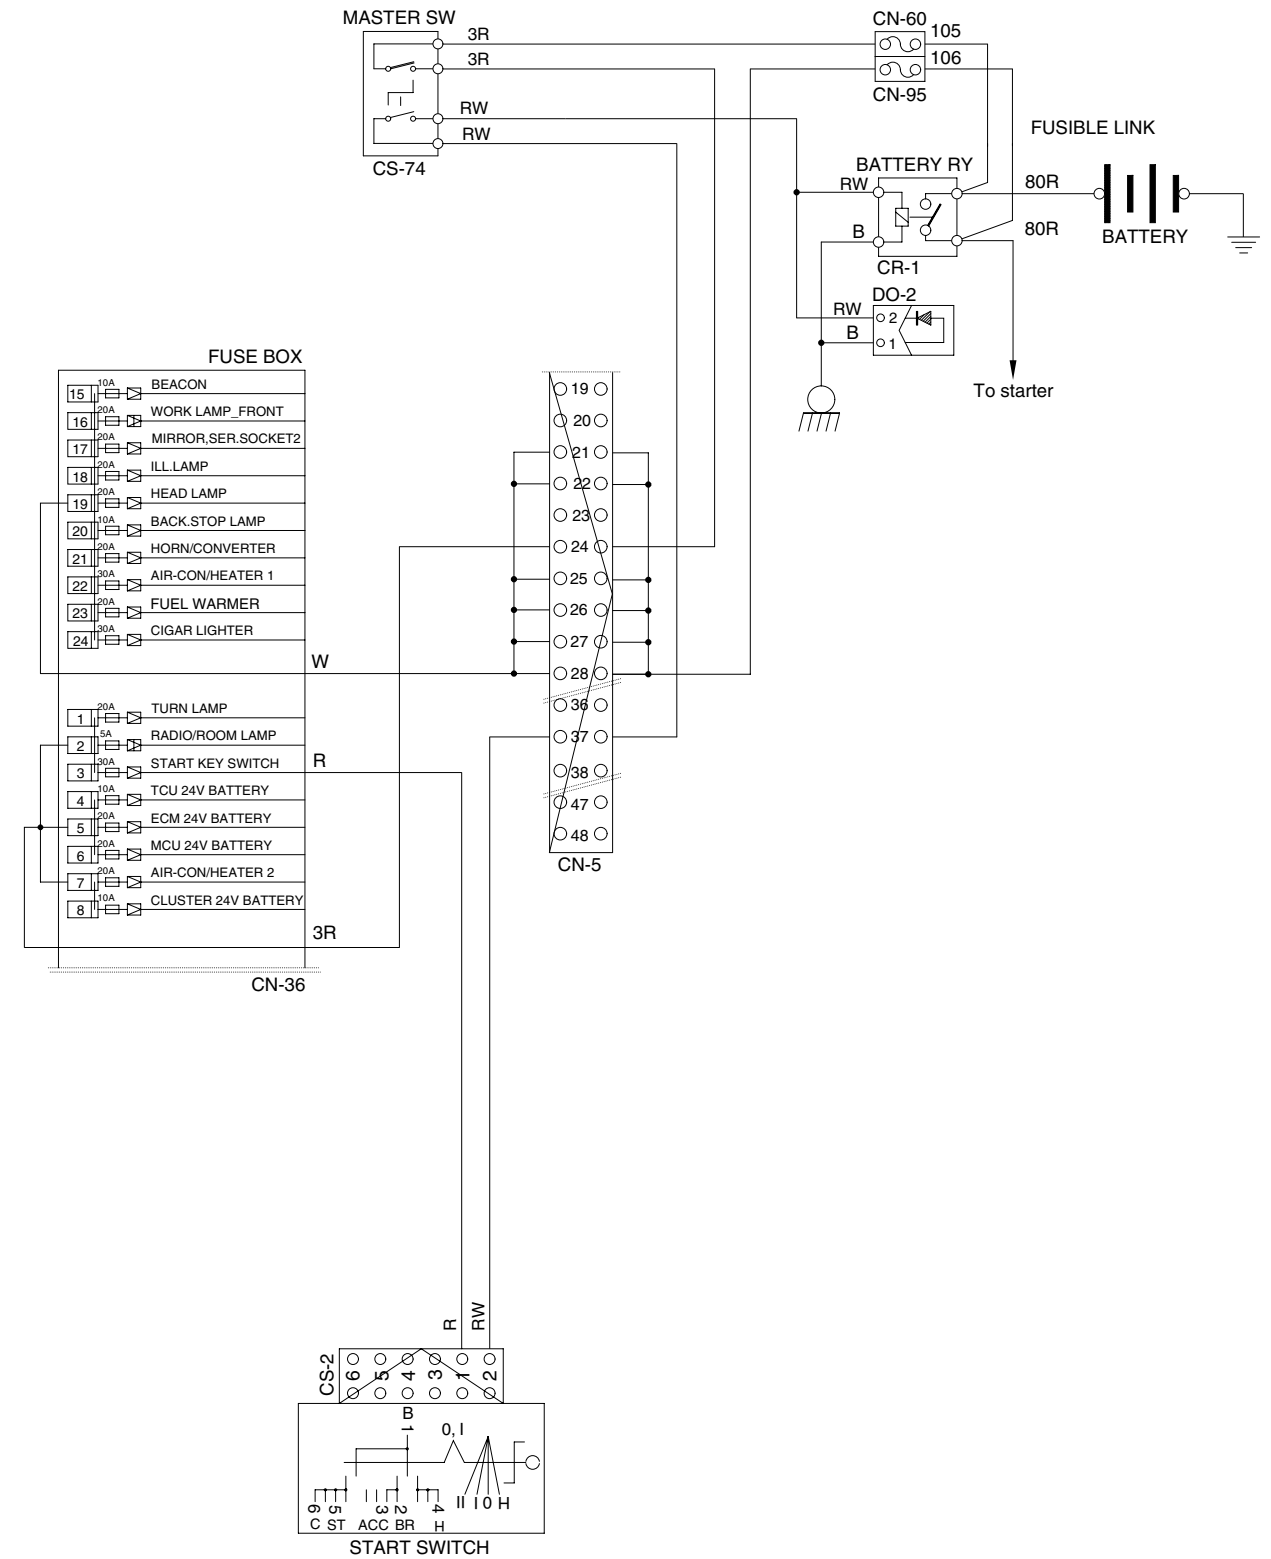 MASTER SW
3R
3R
RW
RW
CS-74
CN-60
105
106
CN-95
FUSIBLE LINK
BATTERY RY
RW
B
CR-1
80R
80R
BATTERY
DO-2
RW
2
B
1
To starter
FUSE BOX
15 10A BEACON
16 20A WORK LAMP_FRONT
17 20A MIRROR,SER.SOCKET2
18 20A ILL.LAMP
19 20A HEAD LAMP
20 10A BACK.STOP LAMP
21 20A HORN/CONVERTER
22 30A AIR-CON/HEATER 1
23 20A FUEL WARMER
24 30A CIGAR LIGHTER
W
1 20A TURN LAMP
2 5A RADIO/ROOM LAMP
3 30A START KEY SWITCH
R
4 10A TCU 24V BATTERY
5 20A ECM 24V BATTERY
6 20A MCU 24V BATTERY
7 20A AIR-CON/HEATER 2
8 10A CLUSTER 24V BATTERY
3R
CN-36
19
20
21
22
23
24
25
26
27
28
36
37
38
47
48
CN-5
R
RW
CS-2
6 5 4 3 1 2
B
1
0, I
II I 0 H
6 5 3 2 4
C ST ACC BR H
START SWITCH